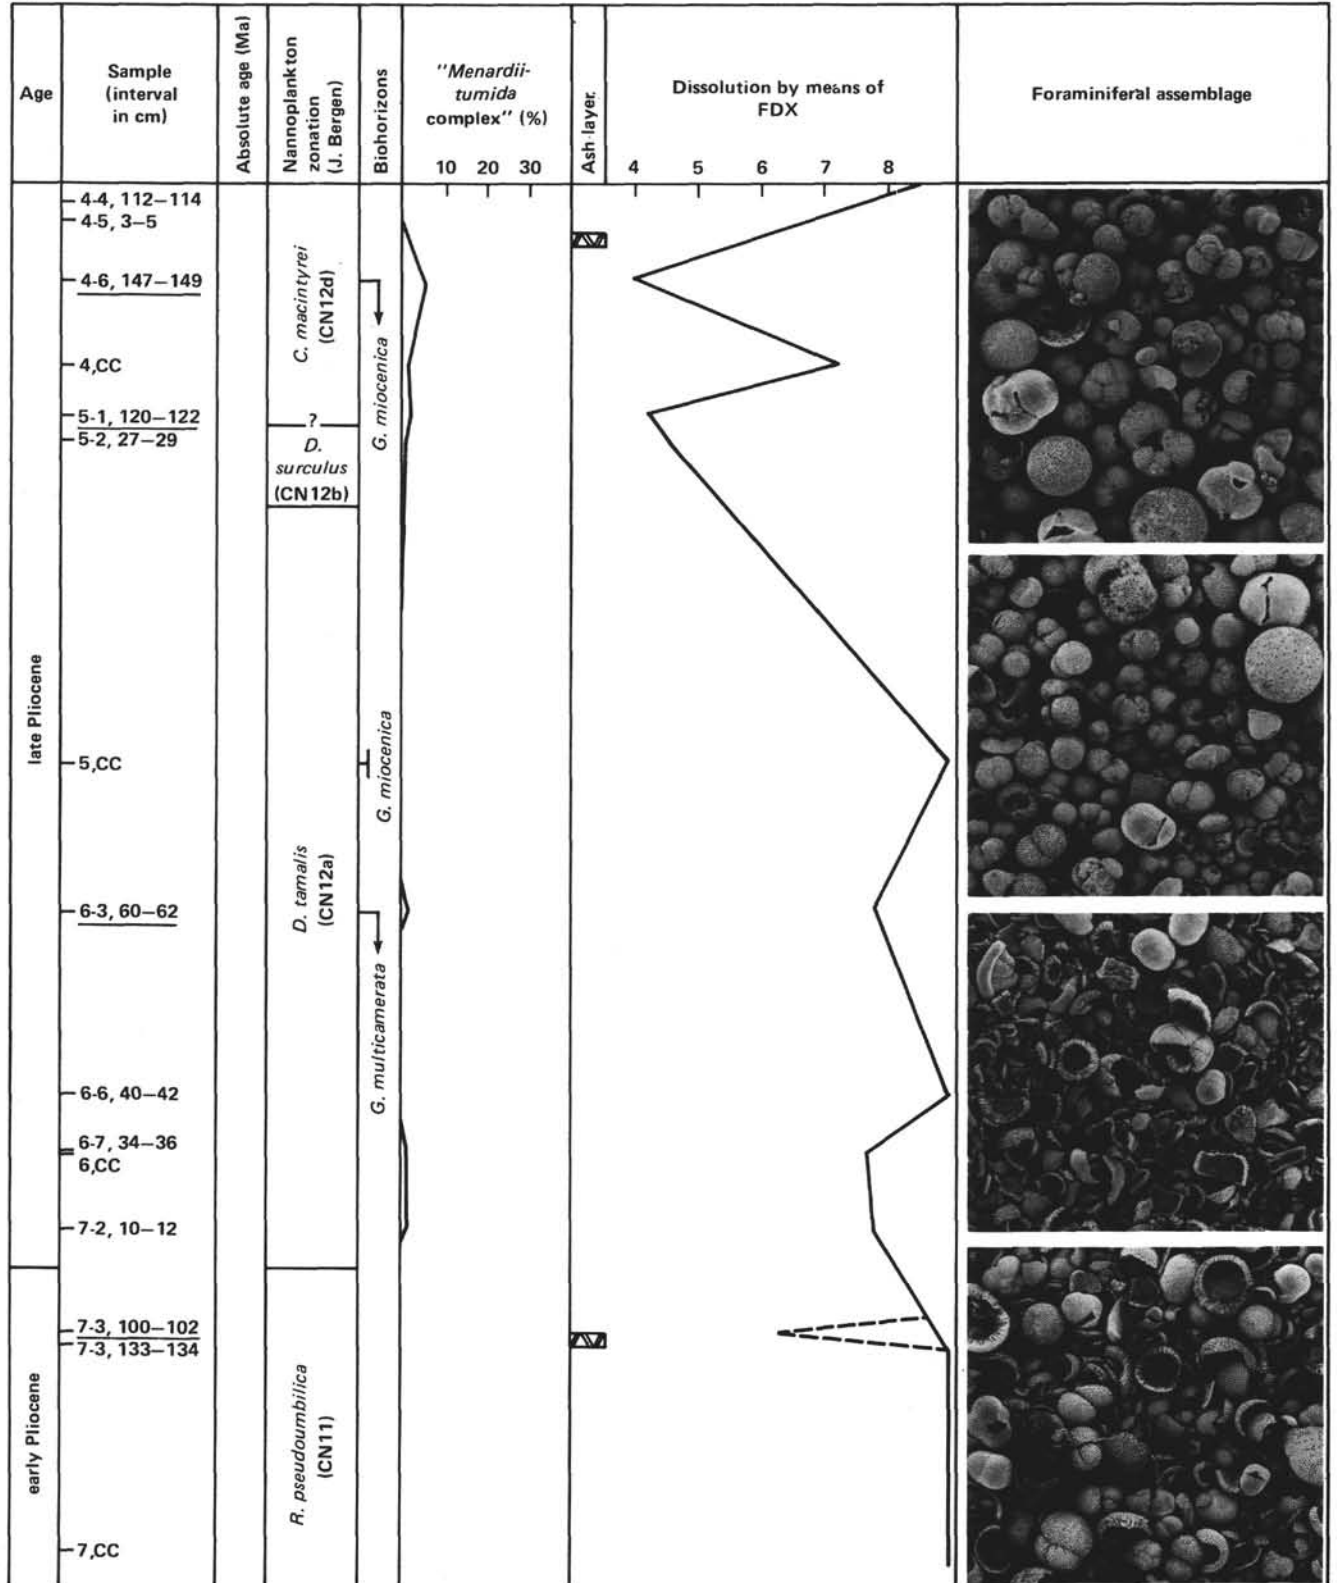 Age
Sample
(interval
in cm)
Absolute age (Ma)
Nannoplankton
zonation
(J. Bergen)
Biohorizons
"Menardii-
tumida
complex" (%)
10 20 30
Ash layer.
Dissolution by means of
FDX
4 5 6 7 8
Foraminiferal assemblage
late Pliocene
early Pliocene
4-4, 112–114
4-5, 3–5
4-6, 147–149
4,CC
5-1, 120–122
5-2, 27–29
5,CC
6-3, 60–62
6-6, 40–42
6-7, 34–36
6,CC
7-2, 10–12
7-3, 100–102
7-3, 133–134
7,CC
C. macintyrei
(CN12d)
?
D.
surculus
(CN12b)
D. tamalis
(CN12a)
R. pseudoumbilica
(CN11)
G. miocenica
G. miocenica
G. multicamerata